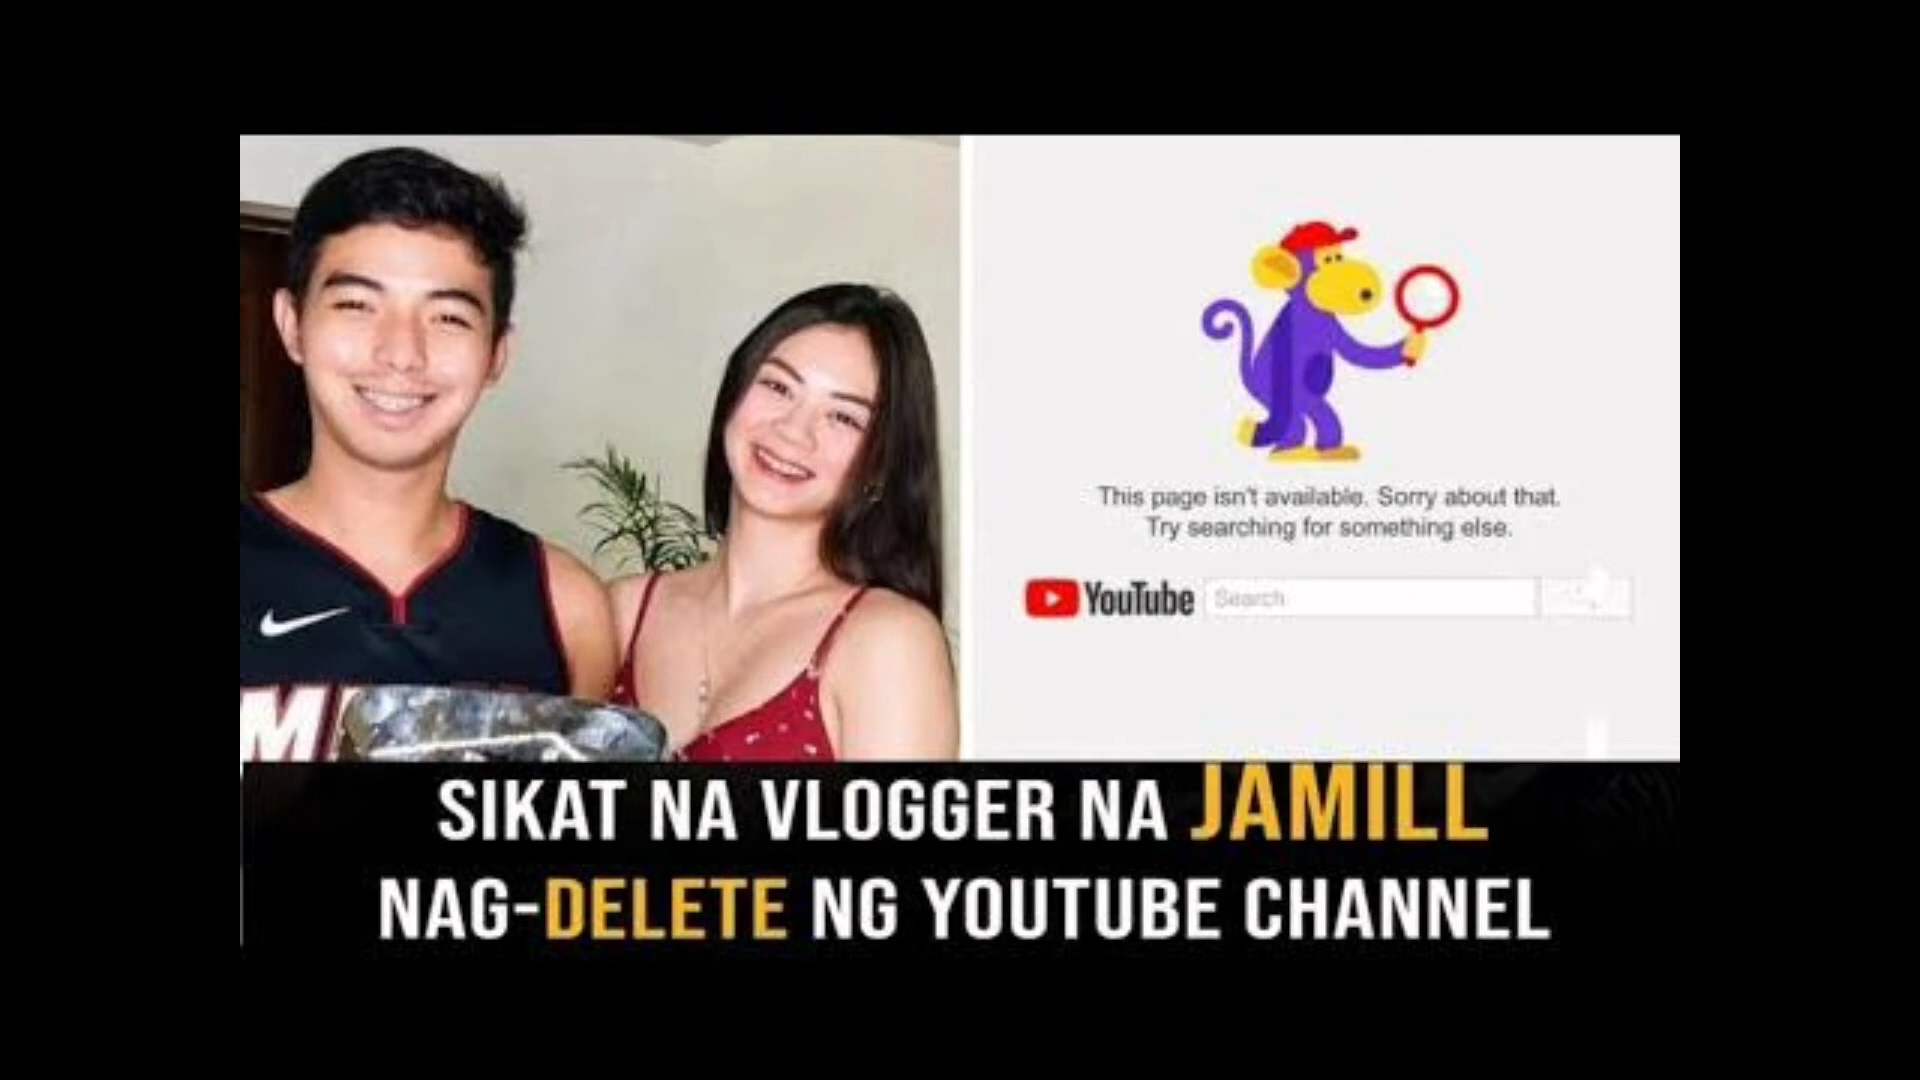 This page isn't available. Sorry about that.
Try searching for something else.
YouTube Search
M
SIKAT NA VLOGGER NA JAMILL
NAG-DELETE NG YOUTUBE CHANNEL